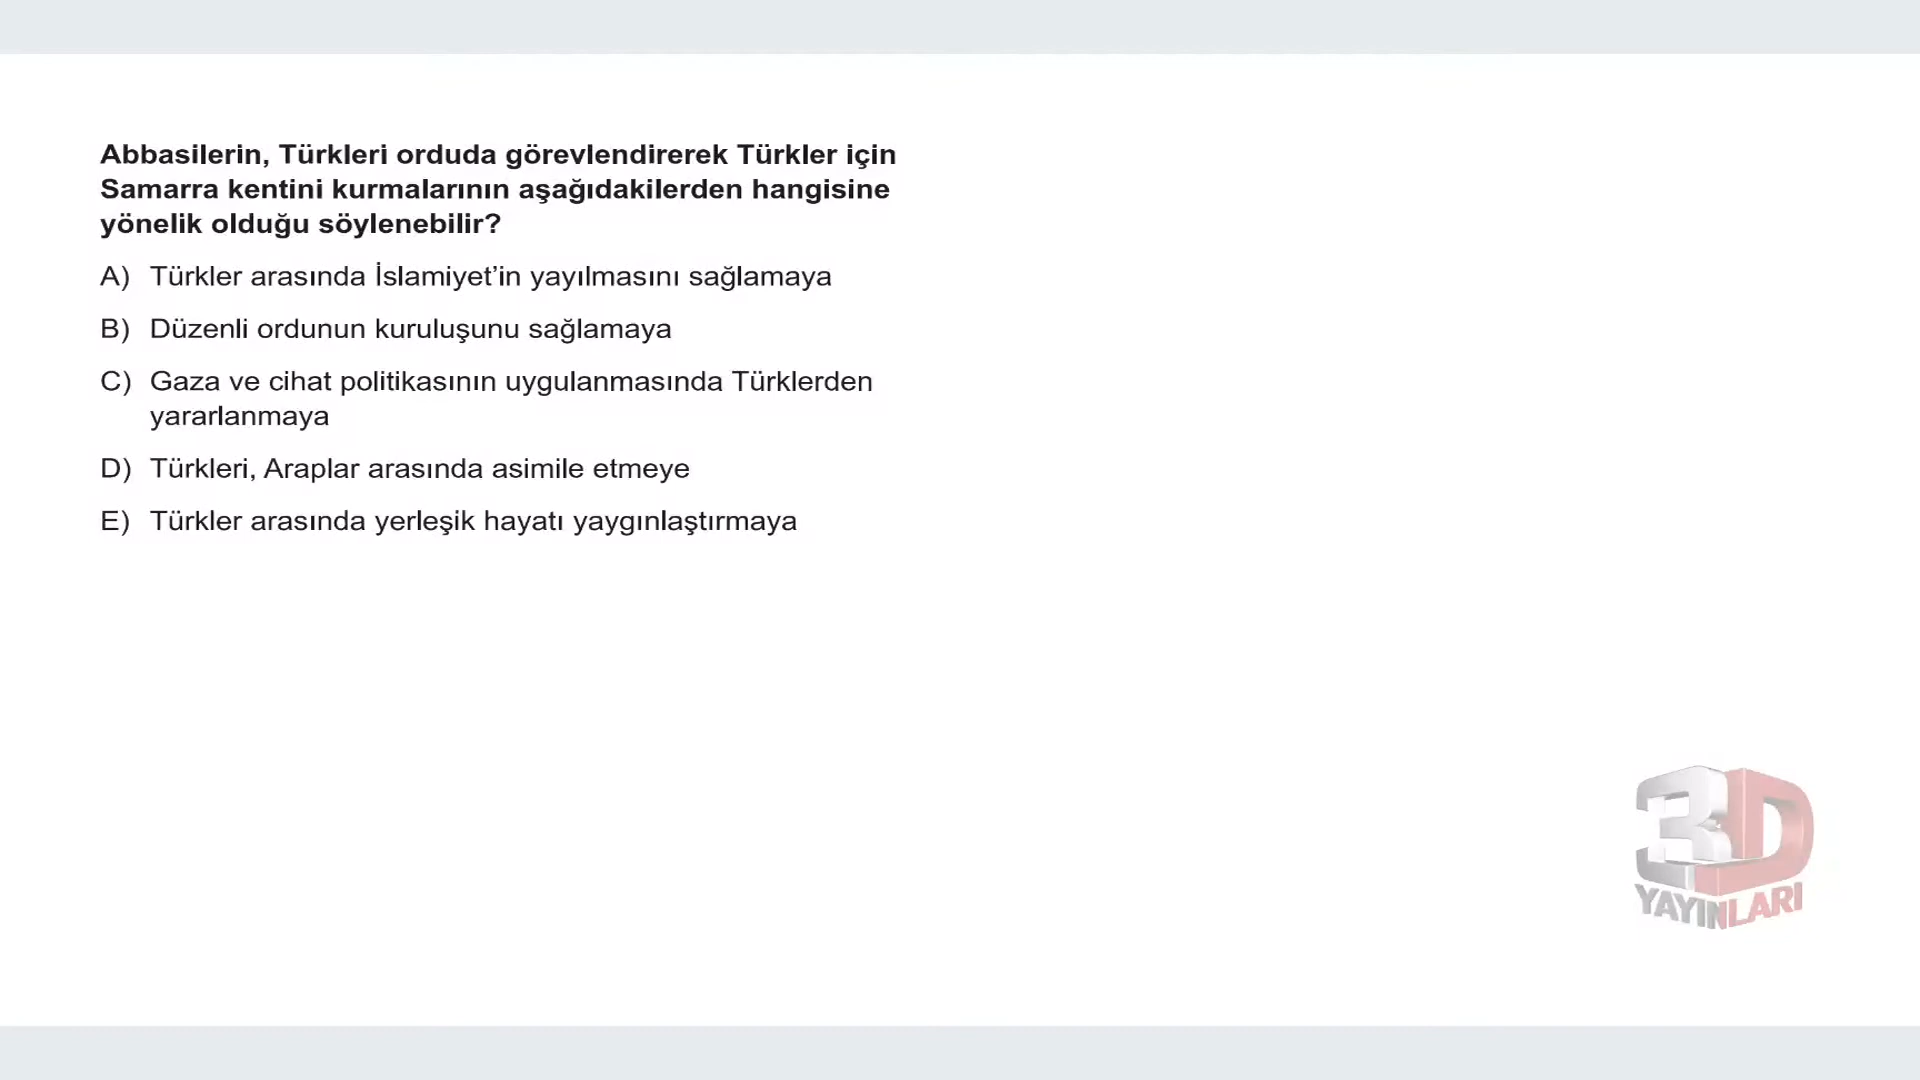 Abbasilerin, Türkleri orduda görevlendirerek Türkler için
Samarra kentini kurmalarının aşağıdakilerden hangisine
yönelik olduğu söylenebilir?
A) Türkler arasında İslamiyet’in yayılmasını sağlamaya
B) Düzenli ordunun kuruluşunu sağlamaya
C) Gaza ve cihat politikasının uygulanmasında Türklerden
yararlanmaya
D) Türkleri, Araplar arasında asimile etmeye
E) Türkler arasında yerleşik hayatı yaygınlaştırmaya
3D
YAYINLARI